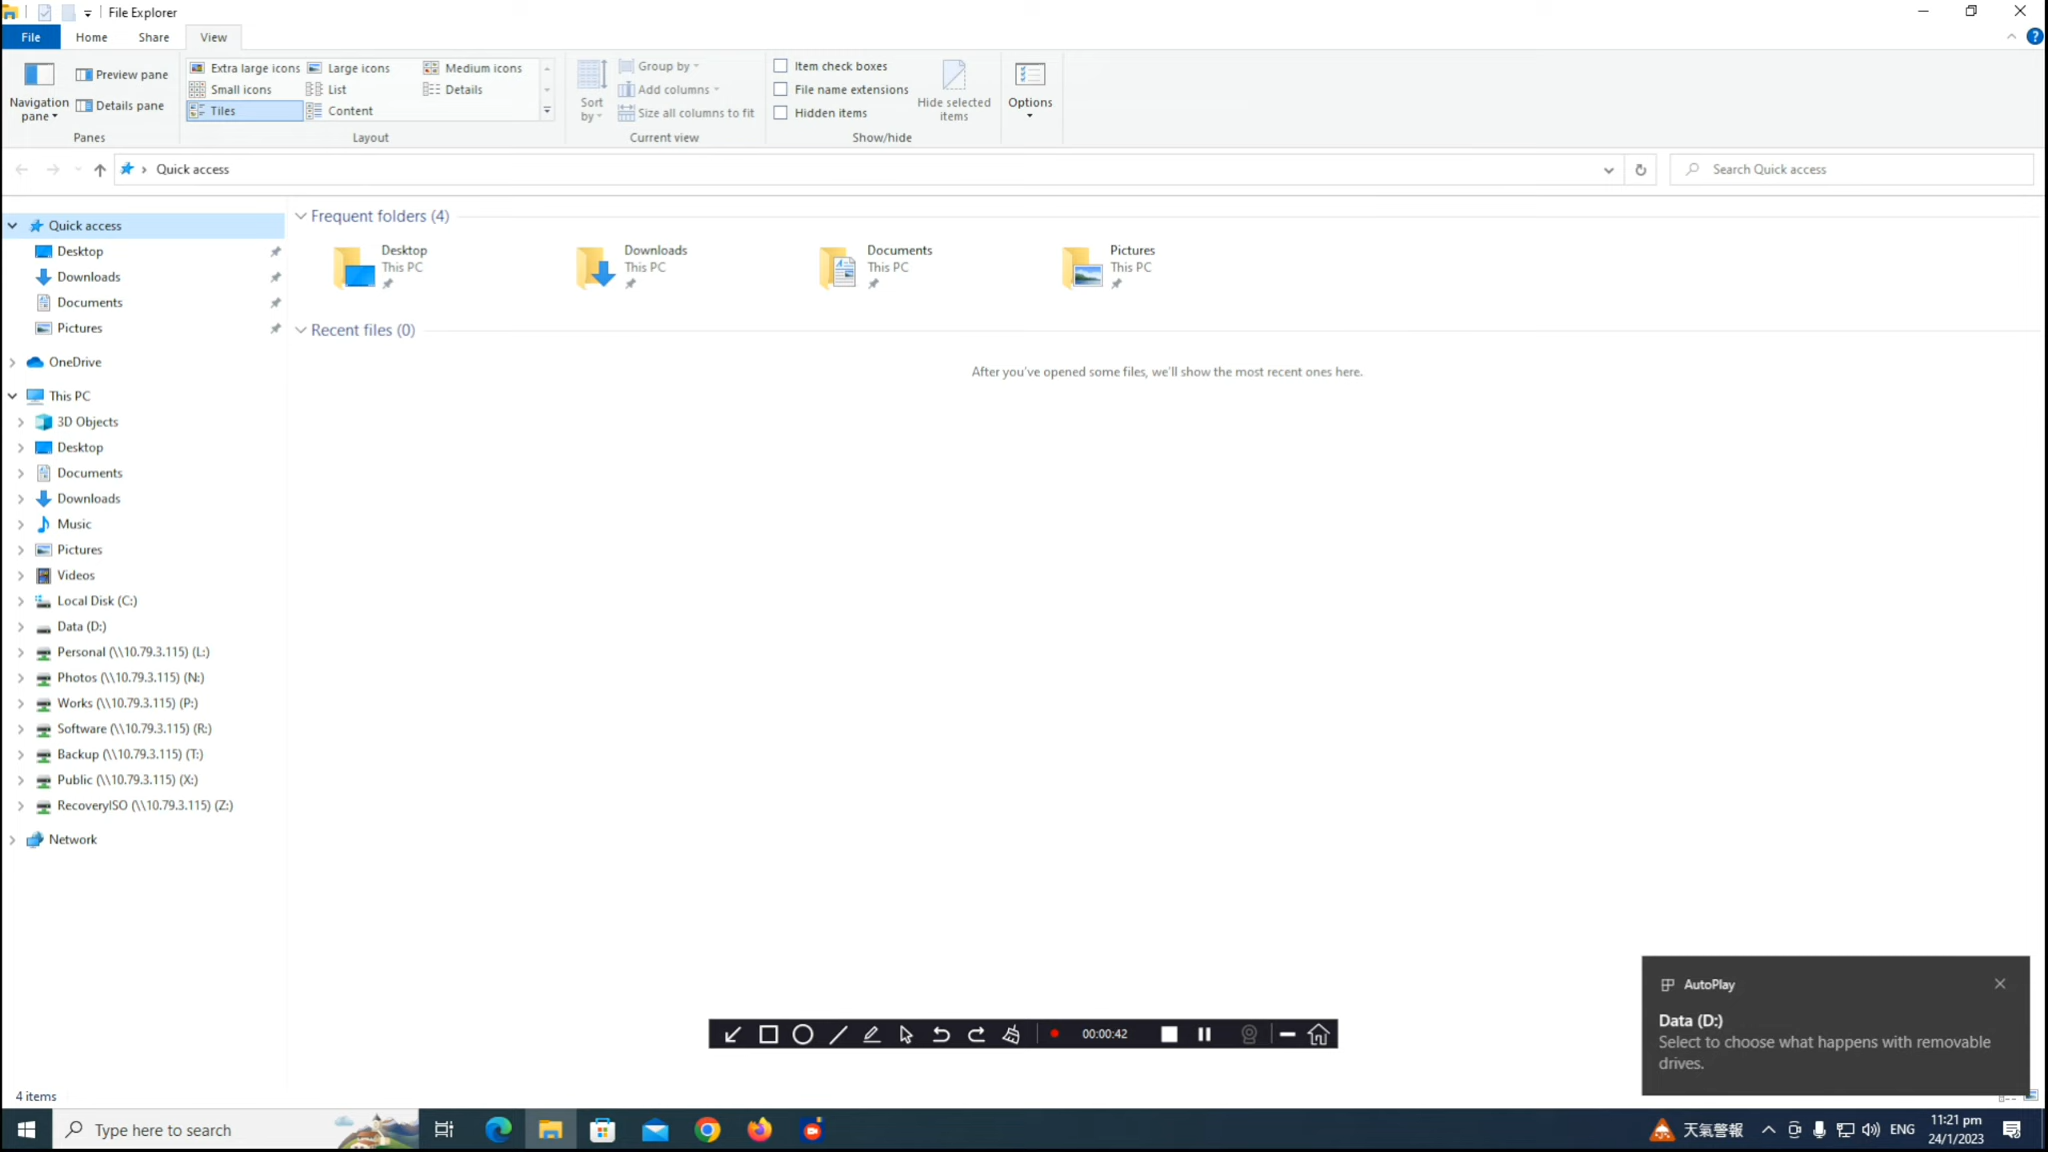 File Explorer
File Home Share View
Navigation pane
Preview pane
Details pane
Panes
Extra large icons Large icons Medium icons
Small icons List Details
Tiles Content
Layout
Sort by
Group by
Add columns
Size all columns to fit
Current view
Item check boxes
File name extensions
Hidden items
Hide selected items
Show/hide
Options
Quick access
Search Quick access
Quick access
Desktop
Downloads
Documents
Pictures
OneDrive
This PC
3D Objects
Desktop
Documents
Downloads
Music
Pictures
Videos
Local Disk (C:)
Data (D:)
Personal (\\10.79.3.115) (L:)
Photos (\\10.79.3.115) (N:)
Works (\\10.79.3.115) (P:)
Software (\\10.79.3.115) (R:)
Backup (\\10.79.3.115) (T:)
Public (\\10.79.3.115) (X:)
RecoveryISO (\\10.79.3.115) (Z:)
Network
Frequent folders (4)
Desktop
This PC
Downloads
This PC
Documents
This PC
Pictures
This PC
Recent files (0)
After you've opened some files, we'll show the most recent ones here.
AutoPlay
Data (D:)
Select to choose what happens with removable
drives.
00:00:42
4 items
Type here to search
天氣警報
ENG
11:21 pm
24/1/2023